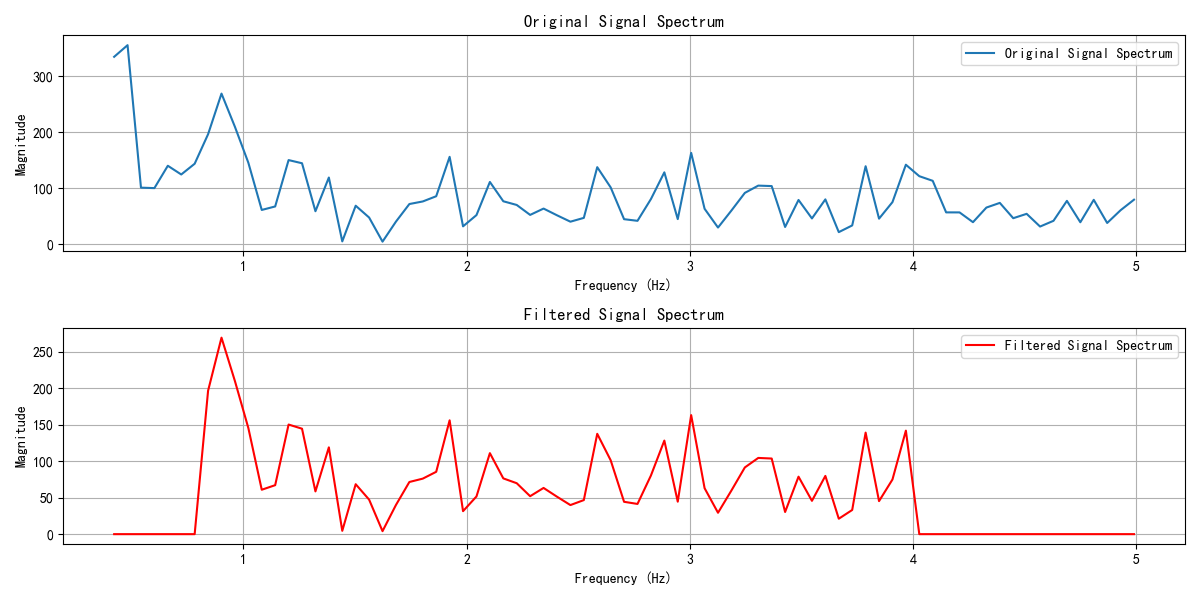 Original Signal Spectrum
Original Signal Spectrum
Magnitude
300
200
100
0
1 2 3 4 5
Frequency (Hz)
Filtered Signal Spectrum
Filtered Signal Spectrum
Magnitude
250
200
150
100
50
0
1 2 3 4 5
Frequency (Hz)